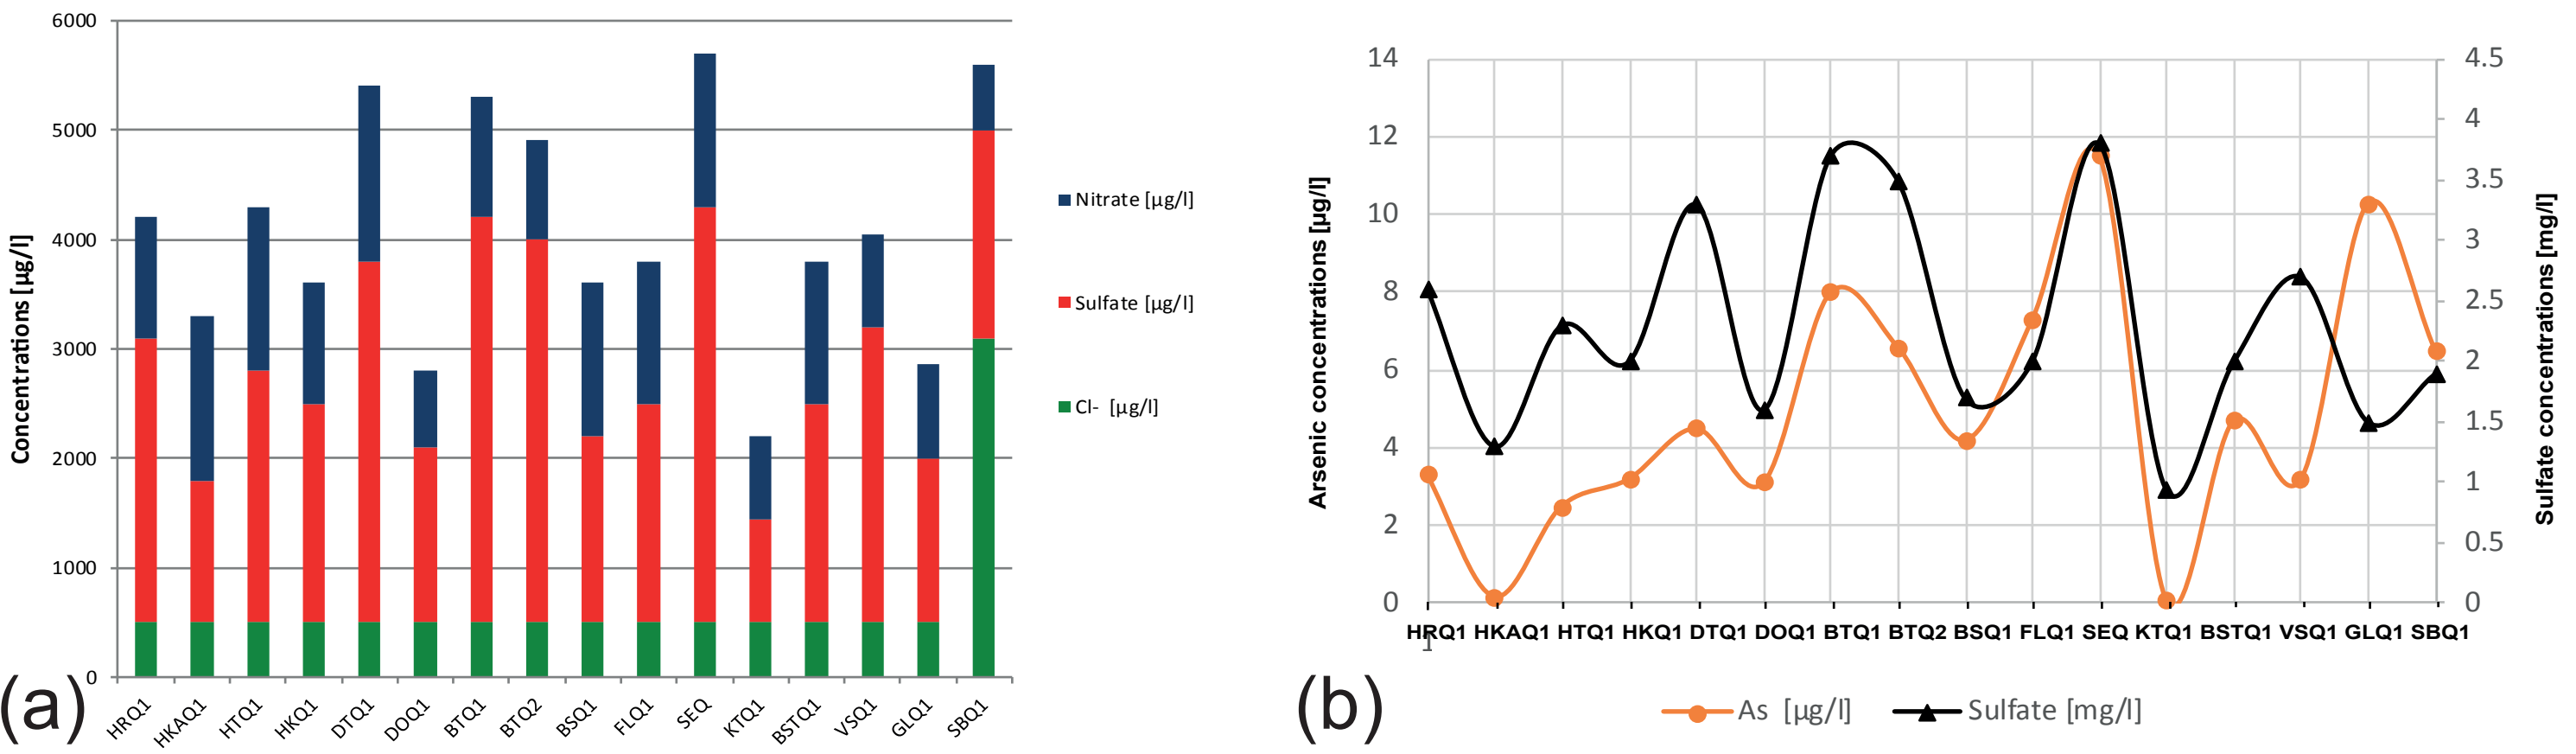 6000
5000
4000
3000
2000
1000
0
Concentrations [µg/l]
HRQ1 HKAQ1 HTQ1 HKQ1 DTQ1 DOQ1 BTQ1 BTQ2 BSQ1 FLQ1 SEQ KTQ1 BSTQ1 VSQ1 GLQ1 SBQ1
Nitrate [µg/l]
Sulfate [µg/l]
Cl- [µg/l]
(a)
14
12
10
8
6
4
2
0
Arsenic concentrations [µg/l]
4.5
4
3.5
3
2.5
2
1.5
1
0.5
0
Sulfate concentrations [mg/l]
HRQ1 HKAQ1 HTQ1 HKQ1 DTQ1 DOQ1 BTQ1 BTQ2 BSQ1 FLQ1 SEQ KTQ1 BSTQ1 VSQ1 GLQ1 SBQ1
1
As [µg/l] Sulfate [mg/l]
(b)